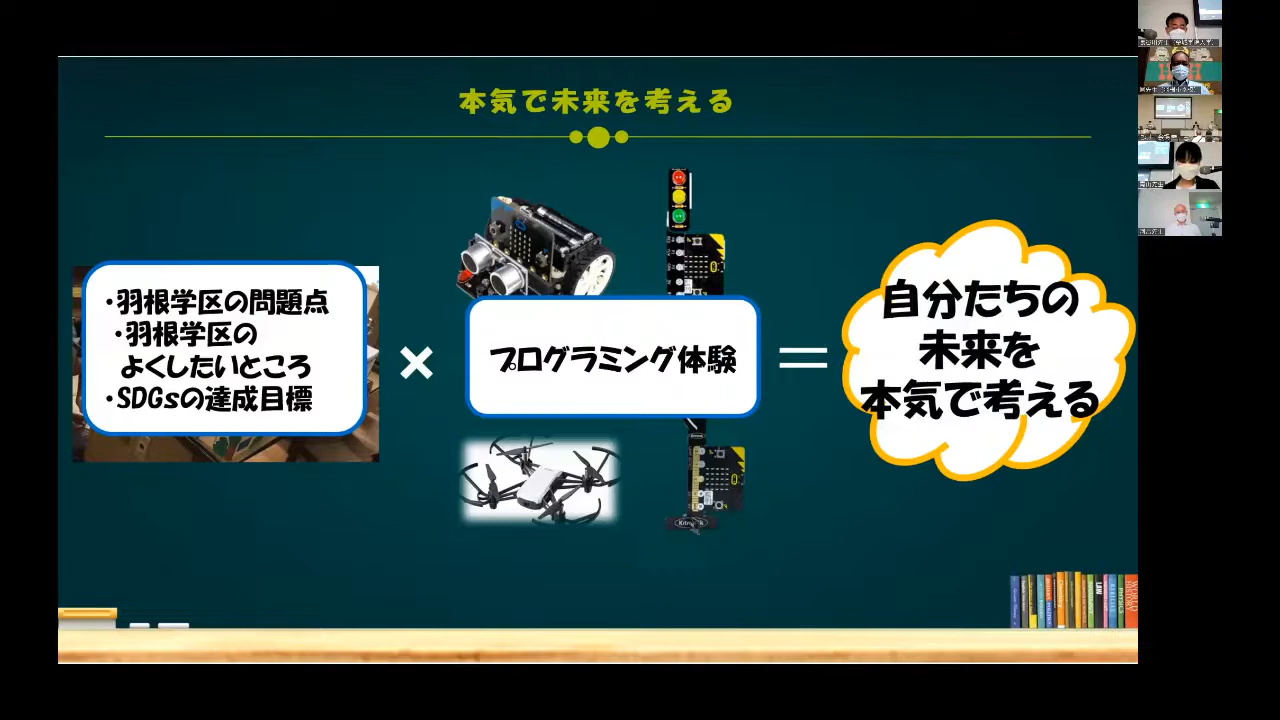 本気で未来を考える
・羽根学区の問題点
・羽根学区の
よくしたいところ
・SDGsの達成目標
×
プログラミング体験
＝
自分たちの
未来を
本気で考える
LAW
WORLD HISTORY